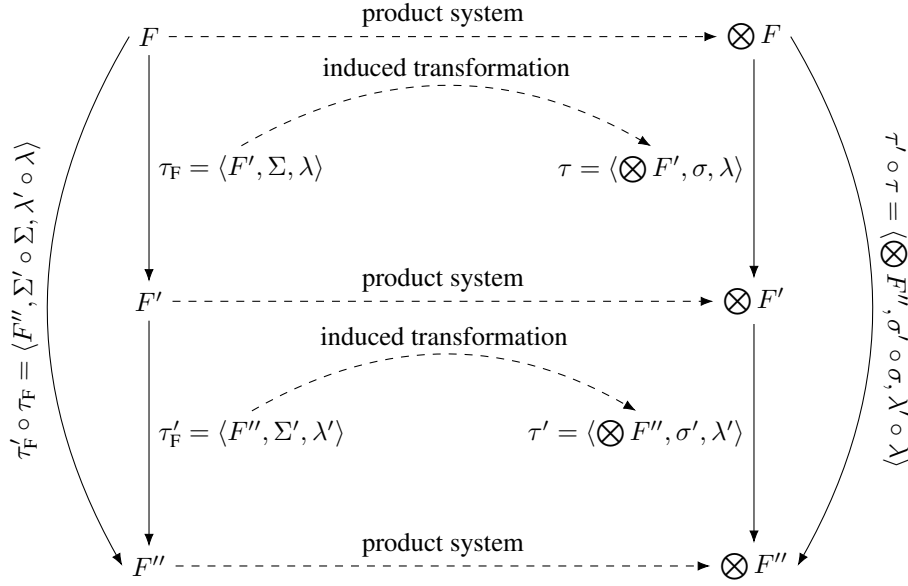 product system
F
⨂ F
induced transformation
τ_F = ⟨F′, Σ, λ⟩
τ = ⟨⨂ F′, σ, λ⟩
τ′_F ∘ τ_F = ⟨F″, Σ′ ∘ Σ, λ′ ∘ λ⟩
τ′ ∘ τ = ⟨⨂ F″, σ′ ∘ σ, λ′ ∘ λ⟩
product system
F′
⨂ F′
induced transformation
τ′_F = ⟨F″, Σ′, λ′⟩
τ′ = ⟨⨂ F″, σ′, λ′⟩
product system
F″
⨂ F″